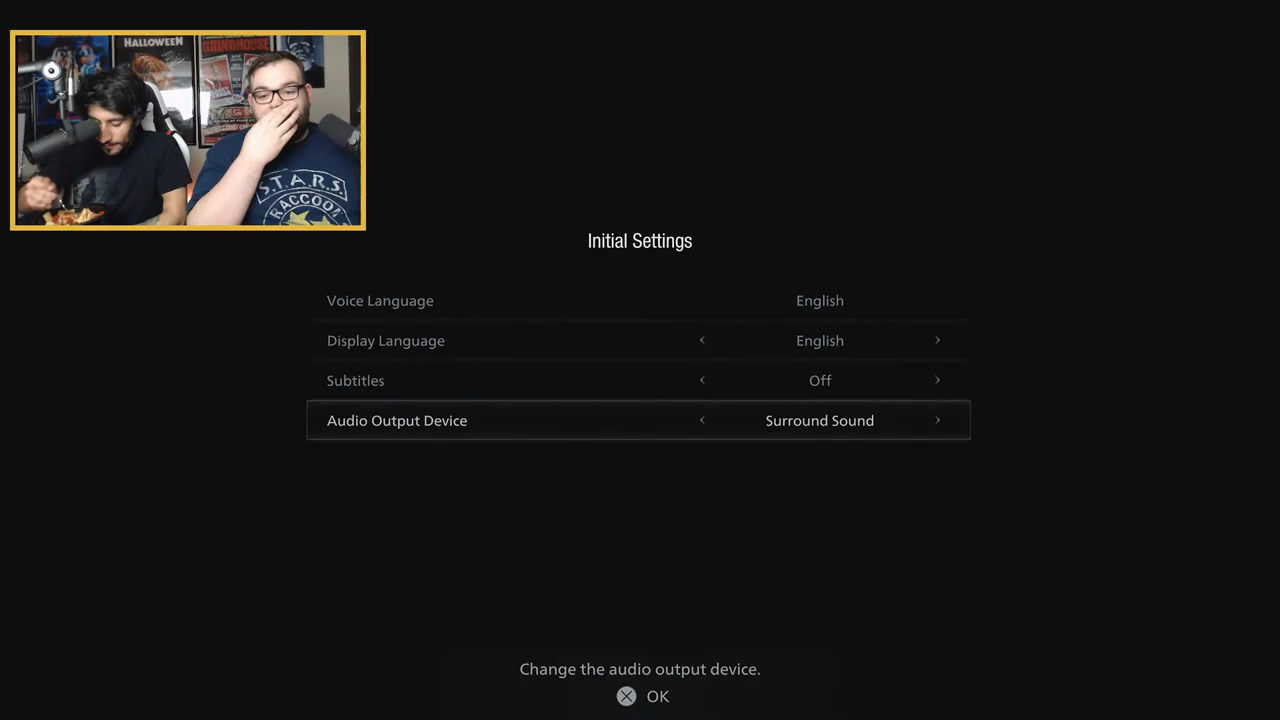 HALLOWEEN
GRINDHOUSE
S.T.A.R.S.
RACCOON
Initial Settings
Voice Language English
Display Language English
Subtitles Off
Audio Output Device Surround Sound
Change the audio output device.
OK